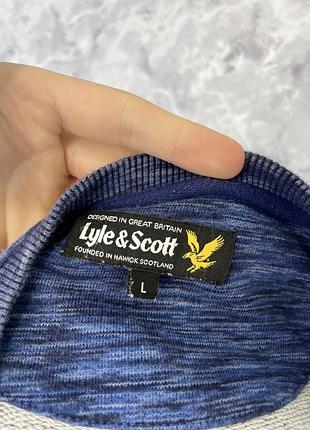 DESIGNED IN GREAT BRITAIN
Lyle & Scott
FOUNDED IN HAWICK SCOTLAND
L